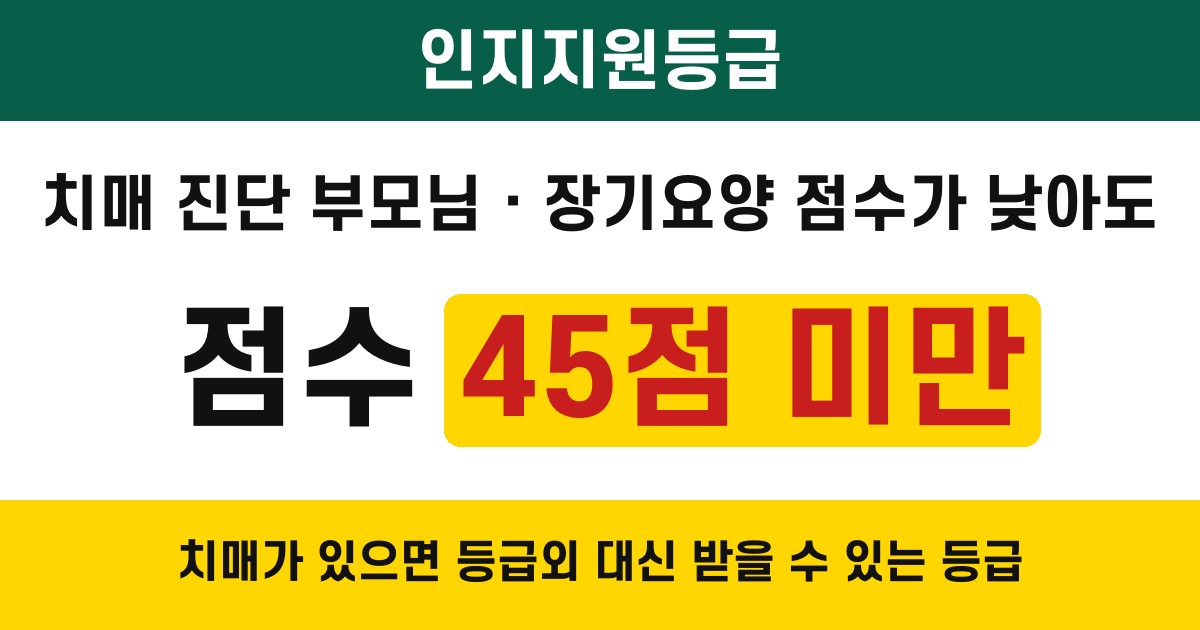 인지지원등급
치매 진단 부모님 · 장기요양 점수가 낮아도
점수 45점 미만
치매가 있으면 등급외 대신 받을 수 있는 등급